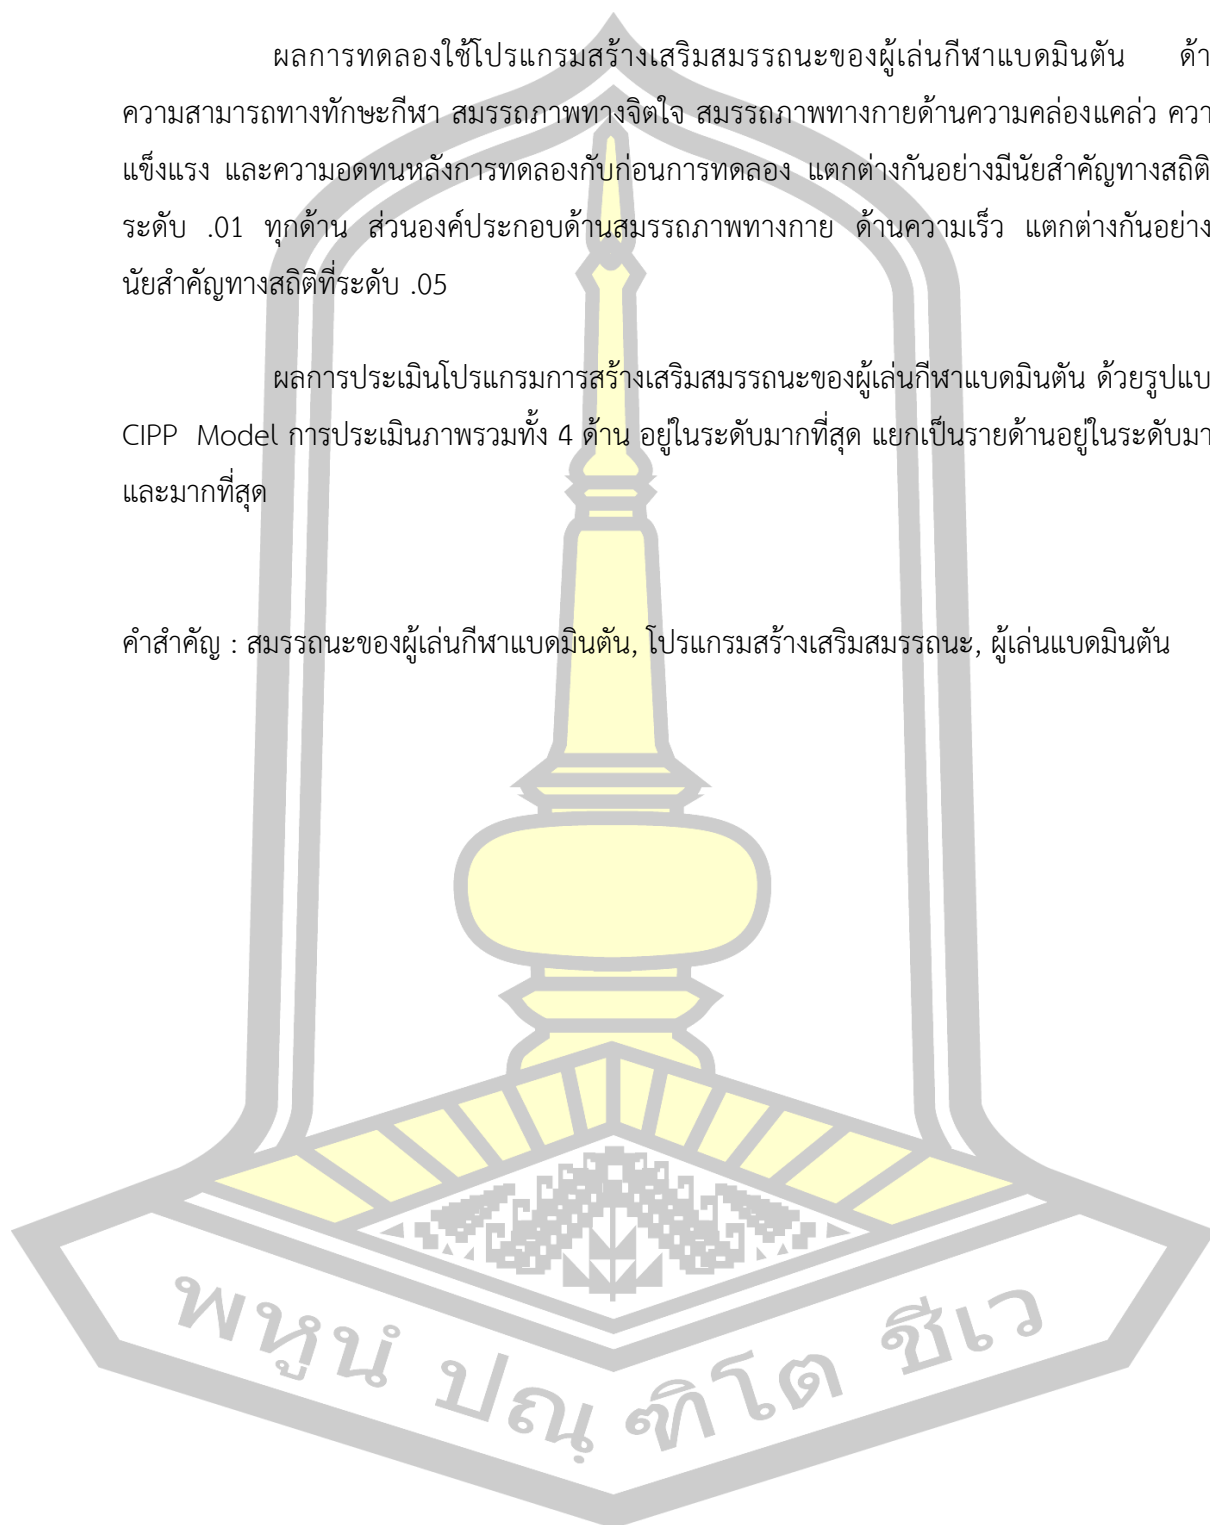 ผลการทดลองใช้โปรแกรมสร้างเสริมสมรรถนะของผู้เล่นกีฬาแบดมินตัน ด้า
ความสามารถทางทักษะกีฬา สมรรถภาพทางจิตใจ สมรรถภาพทางกายด้านความคล่องแคล่ว ควา
แข็งแรง และความอดทนหลังการทดลองกับก่อนการทดลอง แตกต่างกันอย่างมีนัยสำคัญทางสถิติ
ระดับ .01 ทุกด้าน ส่วนองค์ประกอบด้านสมรรถภาพทางกาย ด้านความเร็ว แตกต่างกันอย่าง
นัยสำคัญทางสถิติที่ระดับ .05
ผลการประเมินโปรแกรมการสร้างเสริมสมรรถนะของผู้เล่นกีฬาแบดมินตัน ด้วยรูปแบ
CIPP Model การประเมินภาพรวมทั้ง 4 ด้าน อยู่ในระดับมากที่สุด แยกเป็นรายด้านอยู่ในระดับมา
และมากที่สุด
คำสำคัญ : สมรรถนะของผู้เล่นกีฬาแบดมินตัน, โปรแกรมสร้างเสริมสมรรถนะ, ผู้เล่นแบดมินตัน
พหูนํ ปณฺฑิโต ชีเว